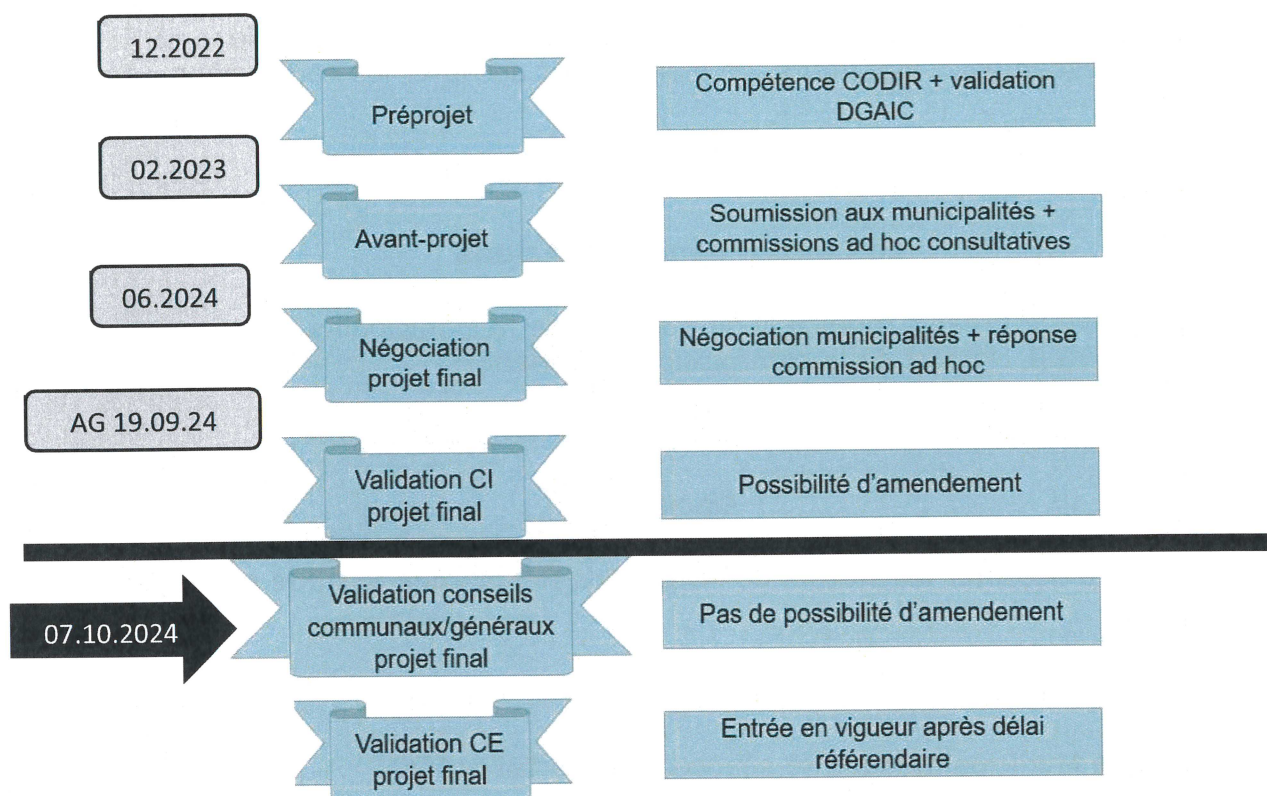 12.2022
Préprojet
Compétence CODIR + validation
DGAIC
02.2023
Avant-projet
Soumission aux municipalités +
commissions ad hoc consultatives
06.2024
Négociation
projet final
Négociation municipalités + réponse
commission ad hoc
AG 19.09.24
Validation CI
projet final
Possibilité d'amendement
07.10.2024
Validation conseils
communaux/généraux
projet final
Pas de possibilité d'amendement
Validation CE
projet final
Entrée en vigueur après délai
référendaire